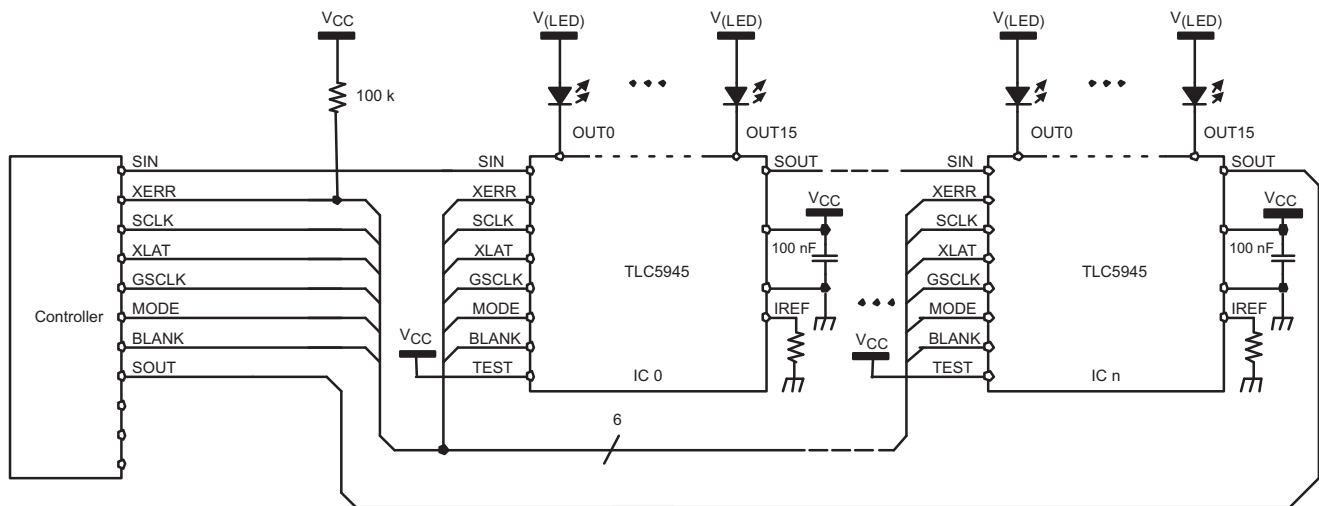 VCC
V(LED)
V(LED)
V(LED)
V(LED)
100 k
OUT0
OUT15
OUT0
OUT15
Controller
SIN
XERR
SCLK
XLAT
GSCLK
MODE
BLANK
SOUT
SIN
XERR
SCLK
XLAT
GSCLK
MODE
BLANK
TEST
VCC
TLC5945
IC 0
SOUT
VCC
100 nF
IREF
6
SIN
XERR
SCLK
XLAT
GSCLK
MODE
BLANK
TEST
VCC
TLC5945
IC n
SOUT
VCC
100 nF
IREF